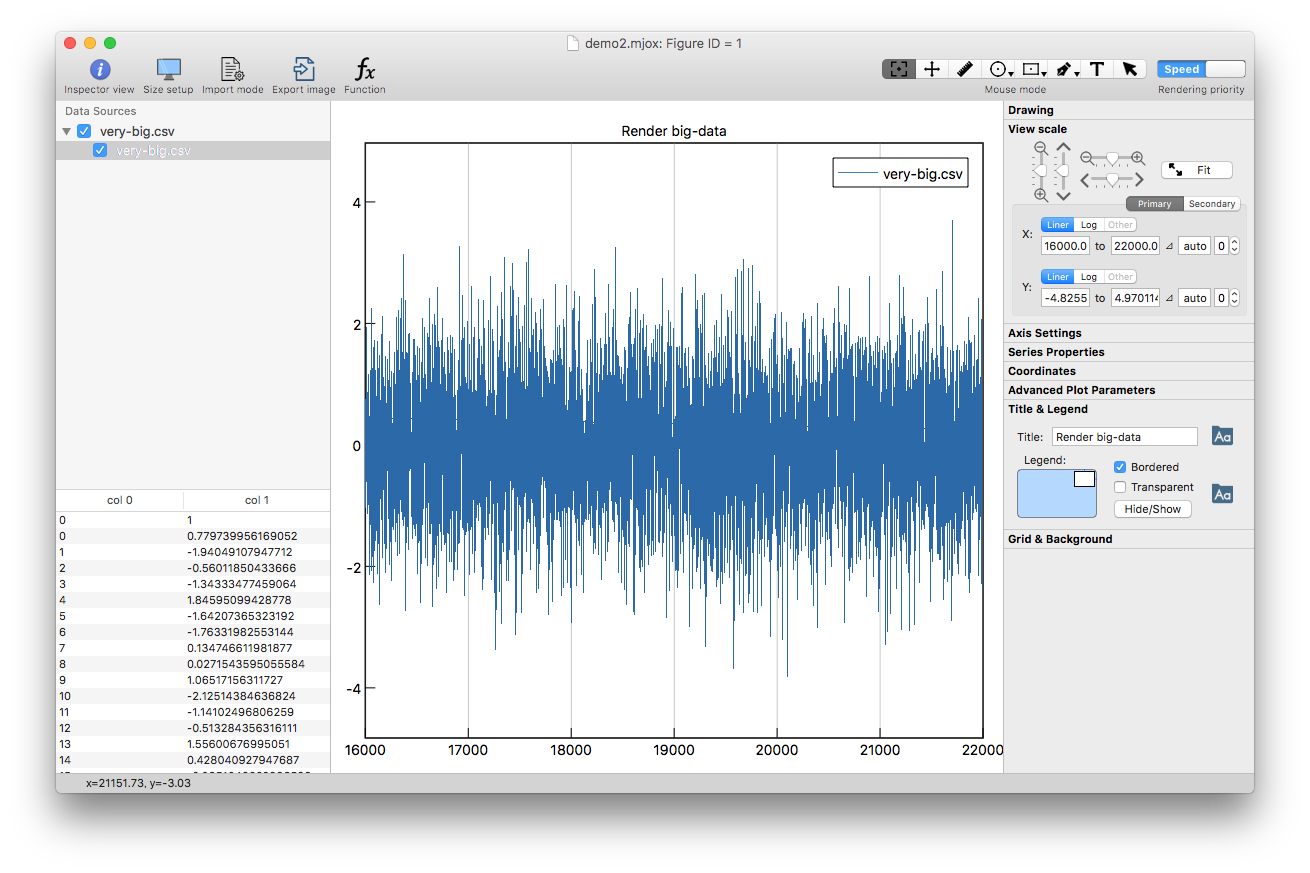 demo2.mjox: Figure ID = 1
Inspector view Size setup Import mode Export image Function
fx
T
Speed
Mouse mode Rendering priority
Data Sources
very-big.csv
very-big.csv
col 0 col 1
0 1
0 0.779739956169052
1 -1.94049107947712
2 -0.56011850433666
3 -1.34333477459064
4 1.84595099428778
5 -1.64207365323192
6 -1.76331982553144
7 0.134746611981877
8 0.0271543595055584
9 1.06517156311727
10 -2.12514384636824
11 -1.14102496806259
12 -0.513284356316111
13 1.55600676995051
14 0.428040927947687
x=21151.73, y=-3.03
Render big-data
very-big.csv
4
2
0
-2
-4
16000 17000 18000 19000 20000 21000 22000
Drawing
View scale
Fit
Primary Secondary
Liner Log Other
X: 16000.0 to 22000.0 ⊿ auto 0
Liner Log Other
Y: -4.8255 to 4.970114 ⊿ auto 0
Axis Settings
Series Properties
Coordinates
Advanced Plot Parameters
Title & Legend
Title: Render big-data Aa
Legend:
Bordered
Transparent Aa
Hide/Show
Grid & Background